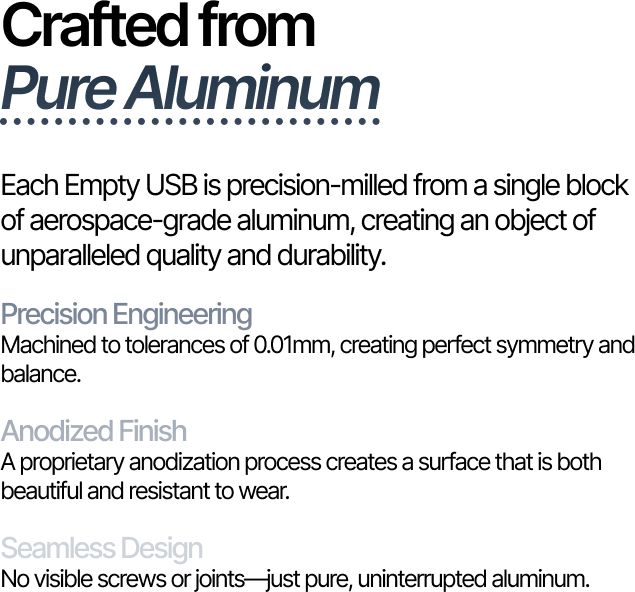 Crafted from
Pure Aluminum
Each Empty USB is precision-milled from a single block
of aerospace-grade aluminum, creating an object of
unparalleled quality and durability.
Precision Engineering
Machined to tolerances of 0.01mm, creating perfect symmetry and
balance.
Anodized Finish
A proprietary anodization process creates a surface that is both
beautiful and resistant to wear.
Seamless Design
No visible screws or joints—just pure, uninterrupted aluminum.